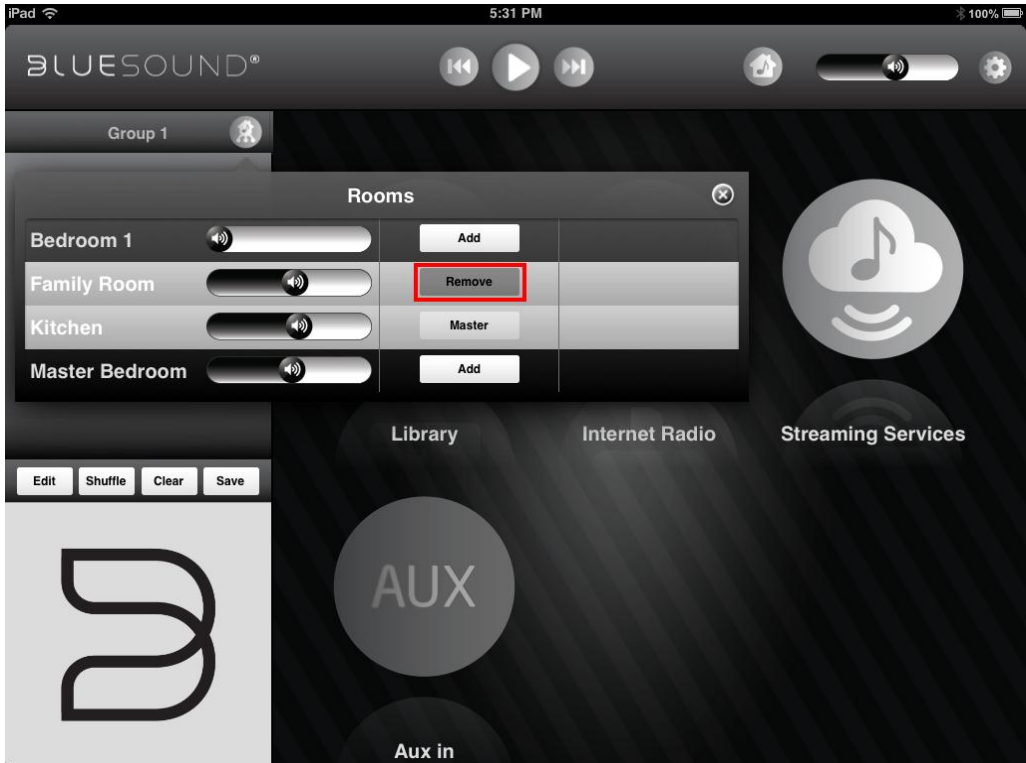 iPad 5:31 PM 100%
BLUESOUND®
Group 1
Rooms
Bedroom 1 Add
Family Room Remove
Kitchen Master
Master Bedroom Add
Library Internet Radio Streaming Services
Edit Shuffle Clear Save
AUX
Aux in